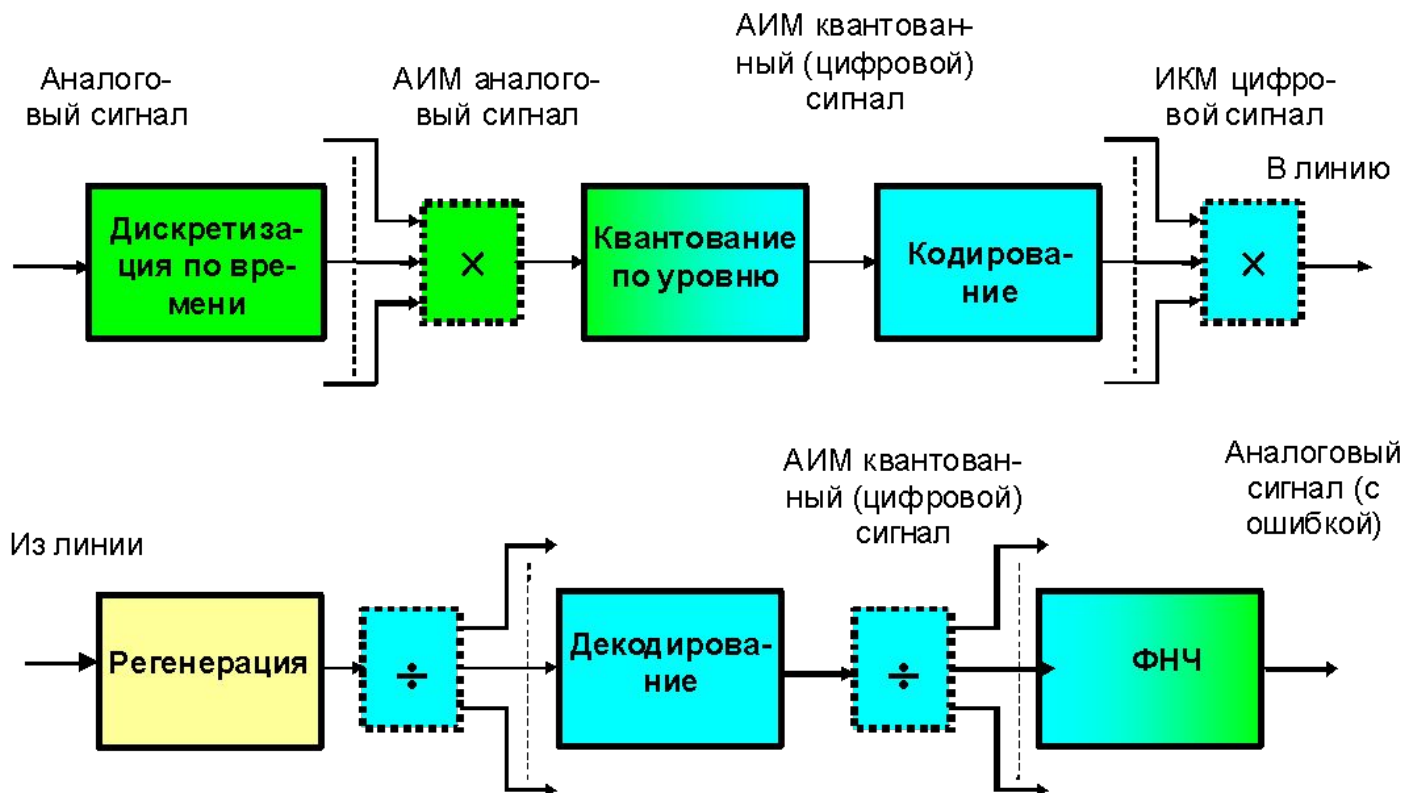 Аналого-
вый сигнал
АИМ аналого-
вый сигнал
АИМ квантован-
ный (цифровой)
сигнал
ИКМ цифро-
вой сигнал
В линию
Дискретиза-
ция по вре-
мени
×
Квантование
по уровню
Кодирова-
ние
×
Из линии
АИМ квантован-
ный (цифровой)
сигнал
Аналоговый
сигнал (с
ошибкой)
Регенерация
÷
Декодирова-
ние
÷
ФНЧ